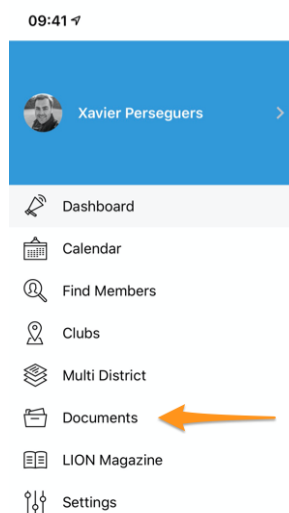 09:41
Xavier Perseguers
Dashboard
Calendar
Find Members
Clubs
Multi District
Documents
LION Magazine
Settings